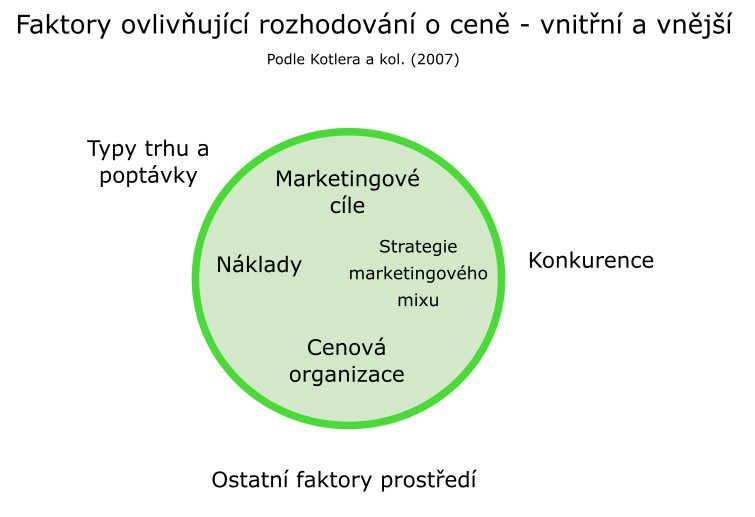 Faktory ovlivňující rozhodování o ceně - vnitřní a vnější
Podle Kotlera a kol. (2007)
Typy trhu a
poptávky
Marketingové
cíle
Náklady
Strategie
marketingového
mixu
Konkurence
Cenová
organizace
Ostatní faktory prostředí